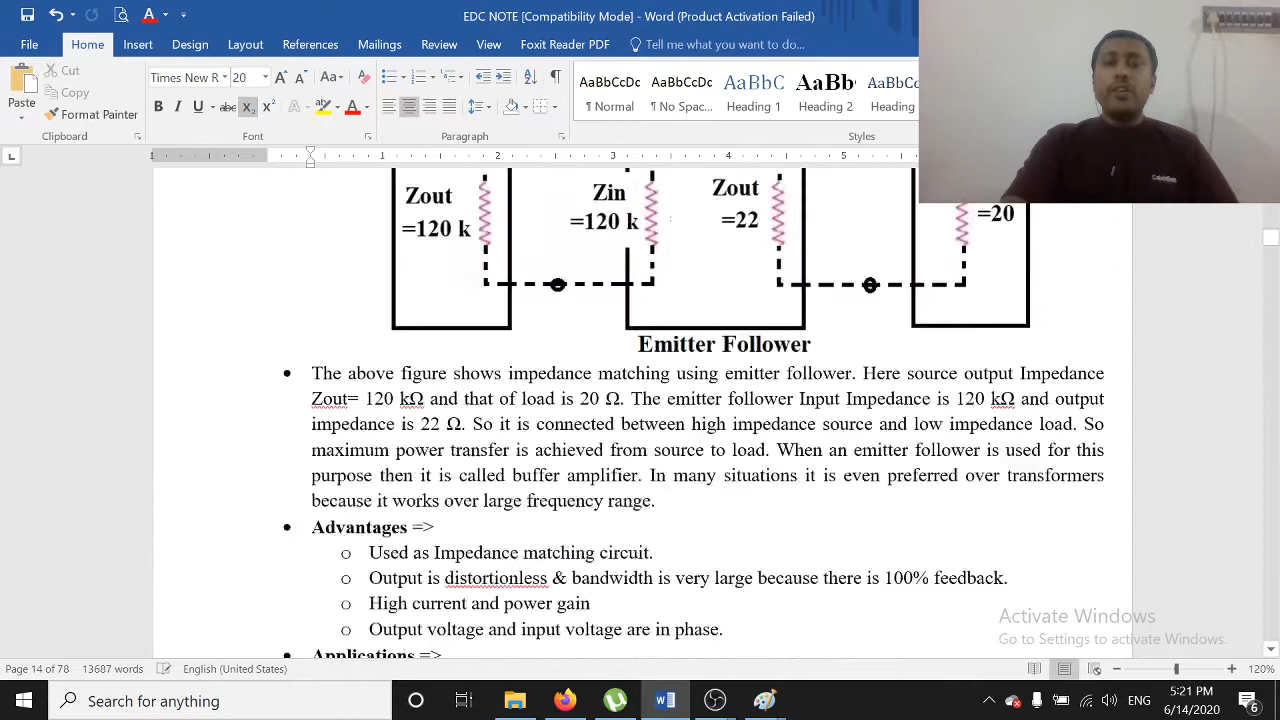 EDC NOTE [Compatibility Mode] - Word (Product Activation Failed)
File Home Insert Design Layout References Mailings Review View Foxit Reader PDF Tell me what you want to do...
Paste
Cut
Copy
Format Painter
Clipboard
Times New R 20
Font
Paragraph
AaBbCcDc AaBbCcDc AaBbC AaBb( AaBbCcDc
¶ Normal ¶ No Spac... Heading 1 Heading 2 Heading
Styles
1 1 2 3 4 5
Zout
=120 k
Zin
=120 k
Zout
=22
=20
Emitter Follower
• The above figure shows impedance matching using emitter follower. Here source output Impedance
Zout= 120 kΩ and that of load is 20 Ω. The emitter follower Input Impedance is 120 kΩ and output
impedance is 22 Ω. So it is connected between high impedance source and low impedance load. So
maximum power transfer is achieved from source to load. When an emitter follower is used for this
purpose then it is called buffer amplifier. In many situations it is even preferred over transformers
because it works over large frequency range.
• Advantages =>
o Used as Impedance matching circuit.
o Output is distortionless & bandwidth is very large because there is 100% feedback.
o High current and power gain
o Output voltage and input voltage are in phase.
• Applications =>
Activate Windows
Go to Settings to activate Windows.
Page 14 of 78 13687 words English (United States) 120%
Search for anything
ENG
5:21 PM
6/14/2020
6